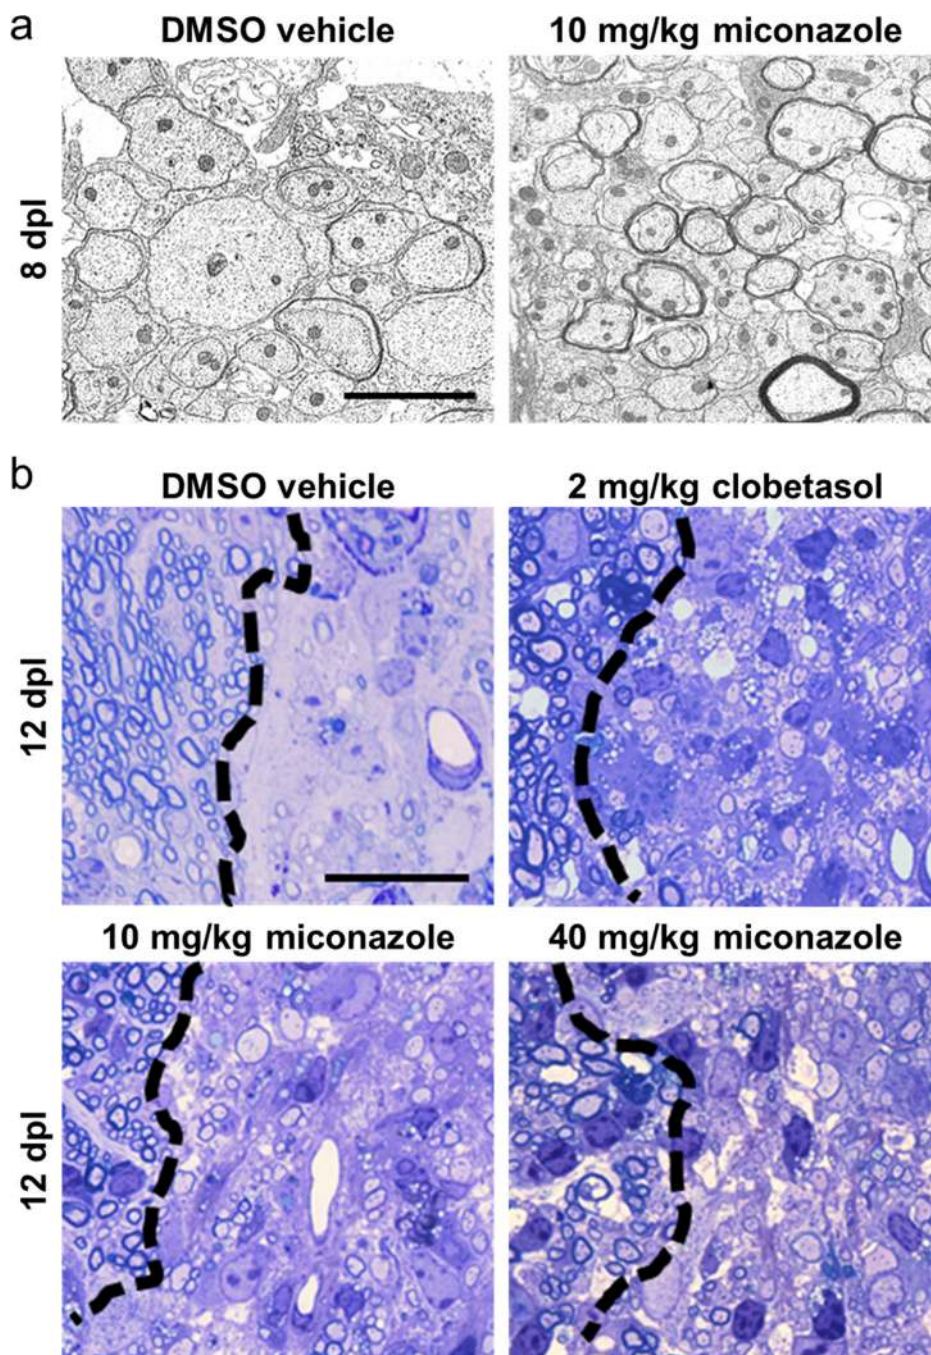 a
DMSO vehicle
10 mg/kg miconazole
8 dpl
b
DMSO vehicle
2 mg/kg clobetasol
12 dpl
10 mg/kg miconazole
40 mg/kg miconazole
12 dpl